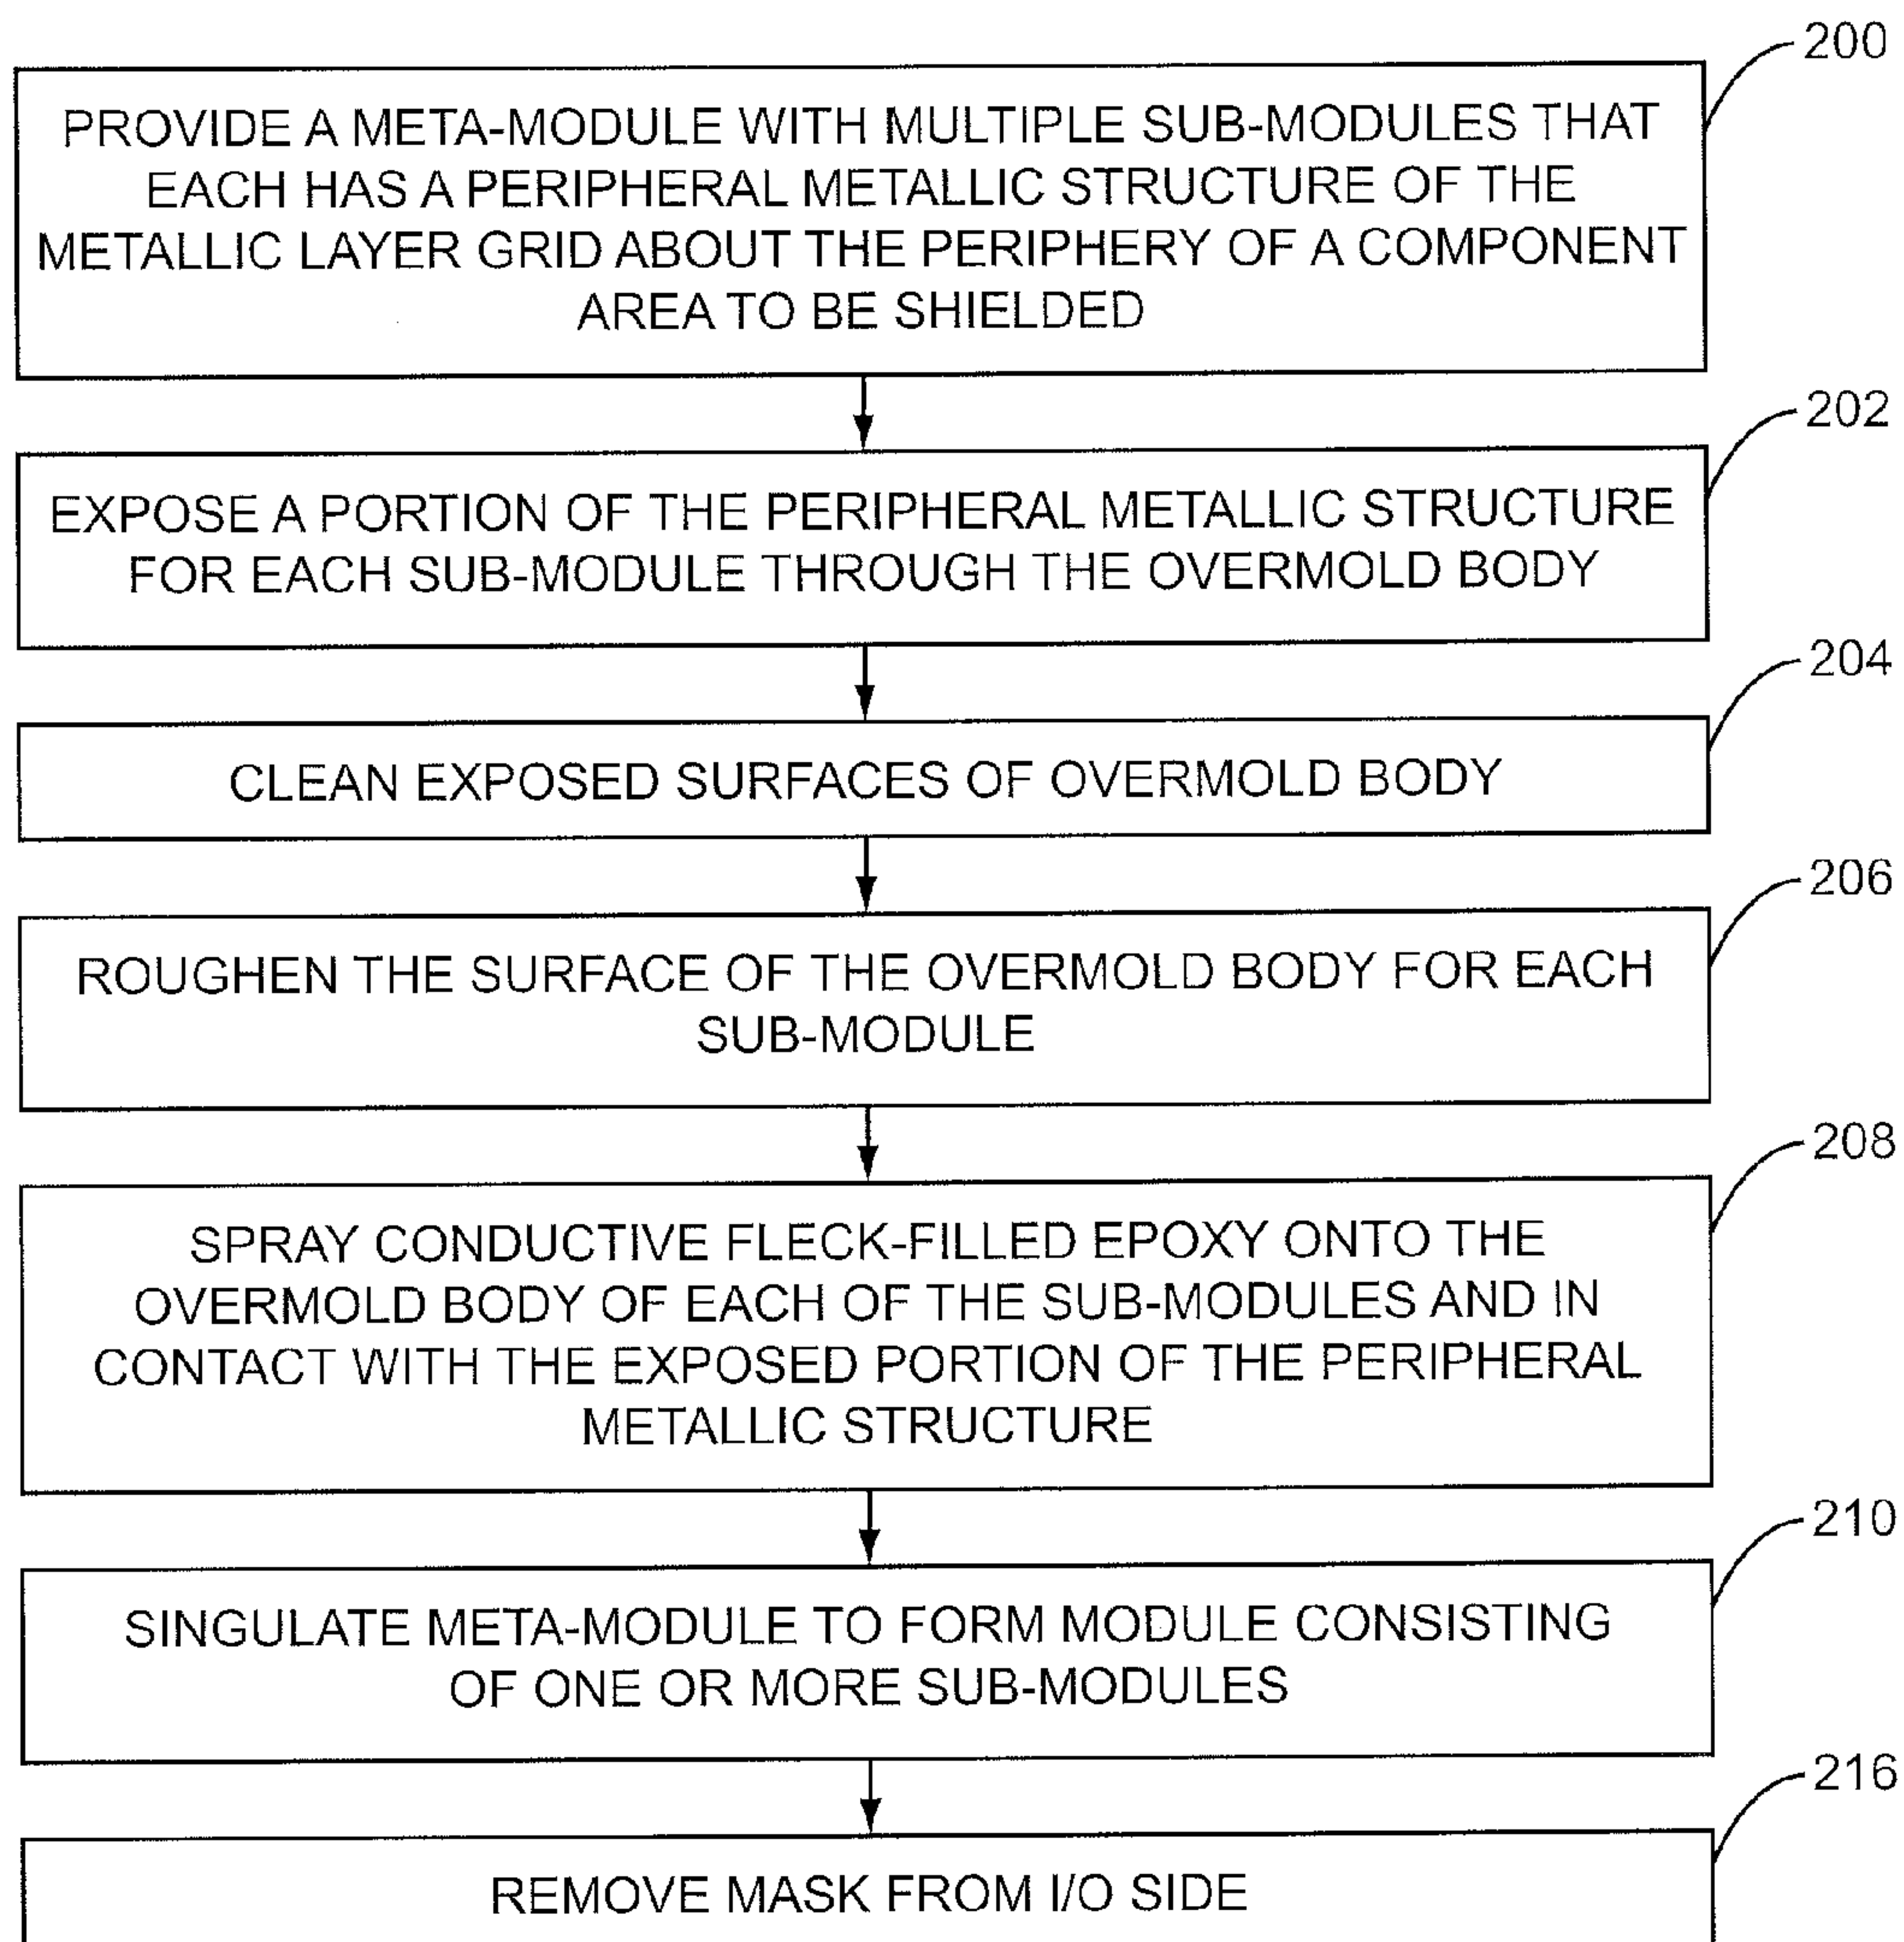 200
PROVIDE A META-MODULE WITH MULTIPLE SUB-MODULES THAT
EACH HAS A PERIPHERAL METALLIC STRUCTURE OF THE
METALLIC LAYER GRID ABOUT THE PERIPHERY OF A COMPONENT
AREA TO BE SHIELDED
202
EXPOSE A PORTION OF THE PERIPHERAL METALLIC STRUCTURE
FOR EACH SUB-MODULE THROUGH THE OVERMOLD BODY
204
CLEAN EXPOSED SURFACES OF OVERMOLD BODY
206
ROUGHEN THE SURFACE OF THE OVERMOLD BODY FOR EACH
SUB-MODULE
208
SPRAY CONDUCTIVE FLECK-FILLED EPOXY ONTO THE
OVERMOLD BODY OF EACH OF THE SUB-MODULES AND IN
CONTACT WITH THE EXPOSED PORTION OF THE PERIPHERAL
METALLIC STRUCTURE
210
SINGULATE META-MODULE TO FORM MODULE CONSISTING
OF ONE OR MORE SUB-MODULES
216
REMOVE MASK FROM I/O SIDE